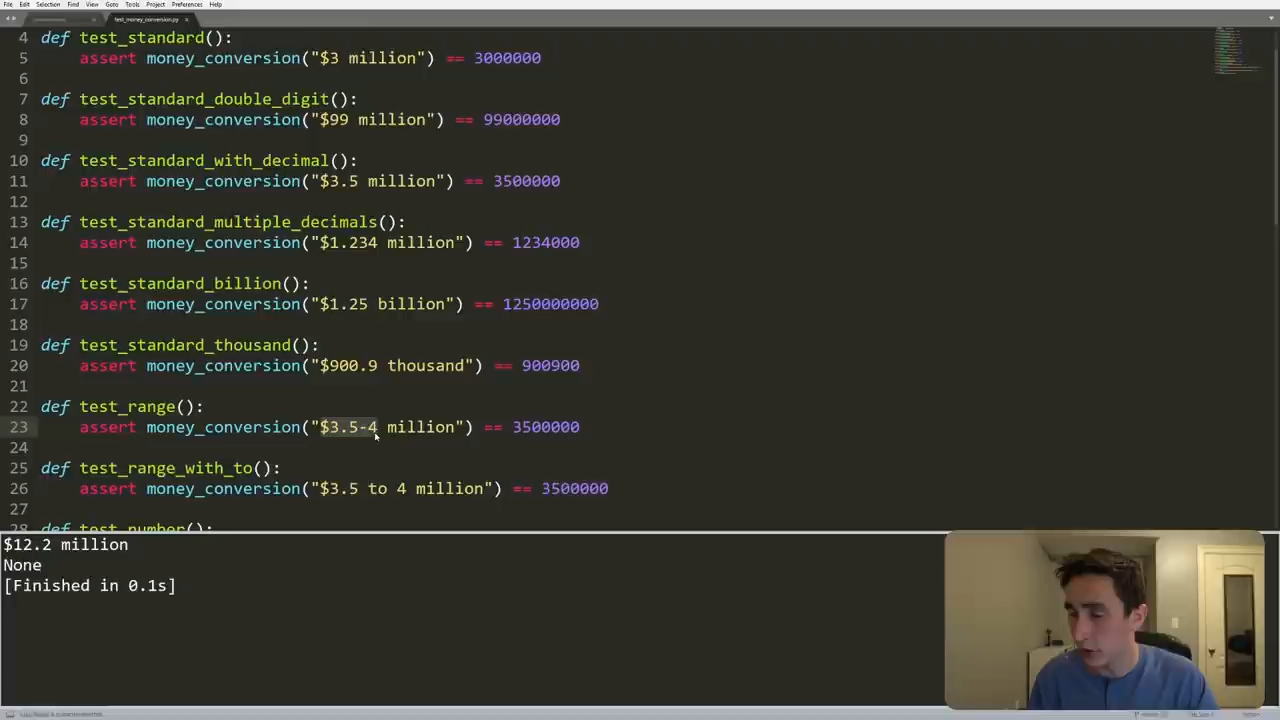 File Edit Selection Find View Goto Tools Project Preferences Help
test_money_conversion.py
4 def test_standard():
5 assert money_conversion("$3 million") == 3000000
6
7 def test_standard_double_digit():
8 assert money_conversion("$99 million") == 99000000
9
10 def test_standard_with_decimal():
11 assert money_conversion("$3.5 million") == 3500000
12
13 def test_standard_multiple_decimals():
14 assert money_conversion("$1.234 million") == 1234000
15
16 def test_standard_billion():
17 assert money_conversion("$1.25 billion") == 1250000000
18
19 def test_standard_thousand():
20 assert money_conversion("$900.9 thousand") == 900900
21
22 def test_range():
23 assert money_conversion("$3.5-4 million") == 3500000
24
25 def test_range_with_to():
26 assert money_conversion("$3.5 to 4 million") == 3500000
27
28 def test_number():
$12.2 million
None
[Finished in 0.1s]